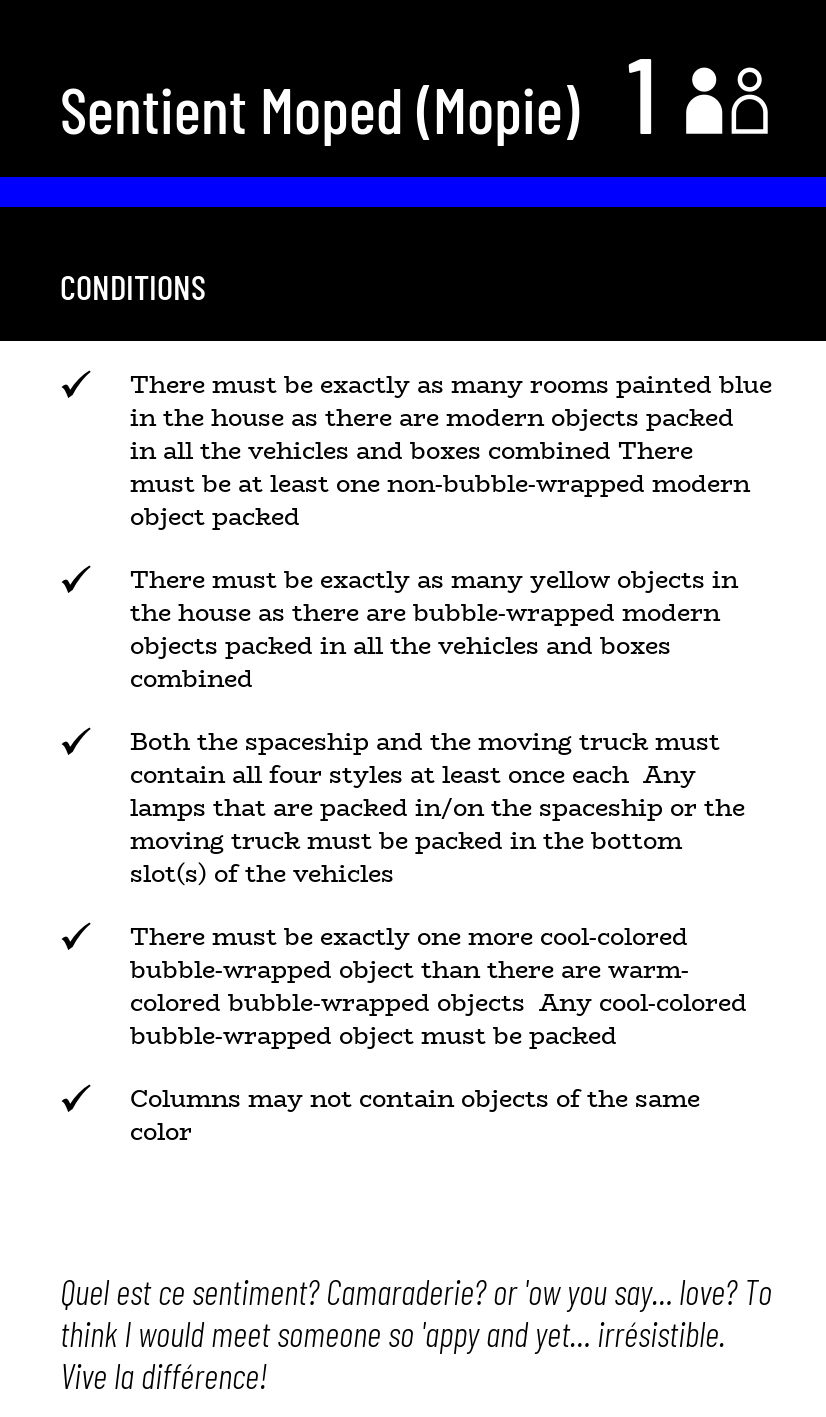 Sentient Moped (Mopie) 1
CONDITIONS
There must be exactly as many rooms painted blue
in the house as there are modern objects packed
in all the vehicles and boxes combined There
must be at least one non-bubble-wrapped modern
object packed
There must be exactly as many yellow objects in
the house as there are bubble-wrapped modern
objects packed in all the vehicles and boxes
combined
Both the spaceship and the moving truck must
contain all four styles at least once each  Any
lamps that are packed in/on the spaceship or the
moving truck must be packed in the bottom
slot(s) of the vehicles
There must be exactly one more cool-colored
bubble-wrapped object than there are warm-
colored bubble-wrapped objects  Any cool-colored
bubble-wrapped object must be packed
Columns may not contain objects of the same
color
Quel est ce sentiment? Camaraderie? or 'ow you say... love? To
think I would meet someone so 'appy and yet... irrésistible.
Vive la différence!